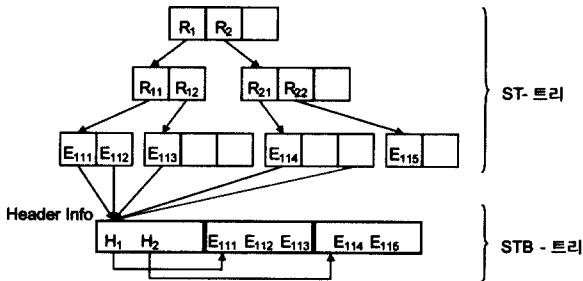 R1 R2
R11 R12 R21 R22
ST- 트리
E111 E112 E113 E114 E115
Header Info
H1 H2 E111 E112 E113 E114 E115
STB - 트리